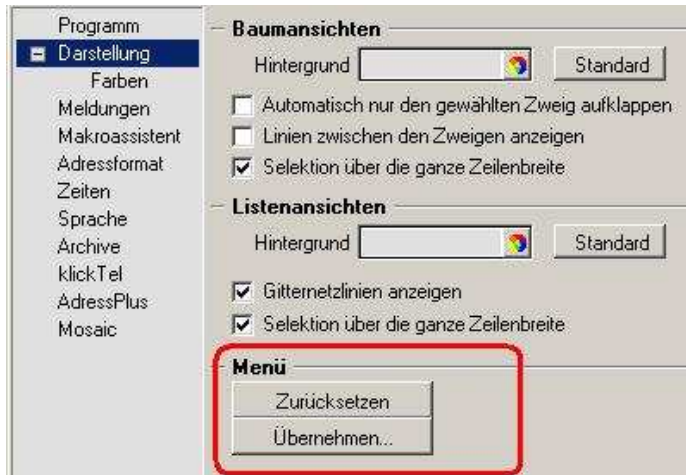 Programm
Darstellung
Farben
Meldungen
Makroassistent
Adressformat
Zeiten
Sprache
Archive
klickTel
AdressPlus
Mosaic
Baumansichten
Hintergrund Standard
Automatisch nur den gewählten Zweig aufklappen
Linien zwischen den Zweigen anzeigen
Selektion über die ganze Zeilenbreite
Listenansichten
Hintergrund Standard
Gitternetzlinien anzeigen
Selektion über die ganze Zeilenbreite
Menü
Zurücksetzen
Übernehmen...